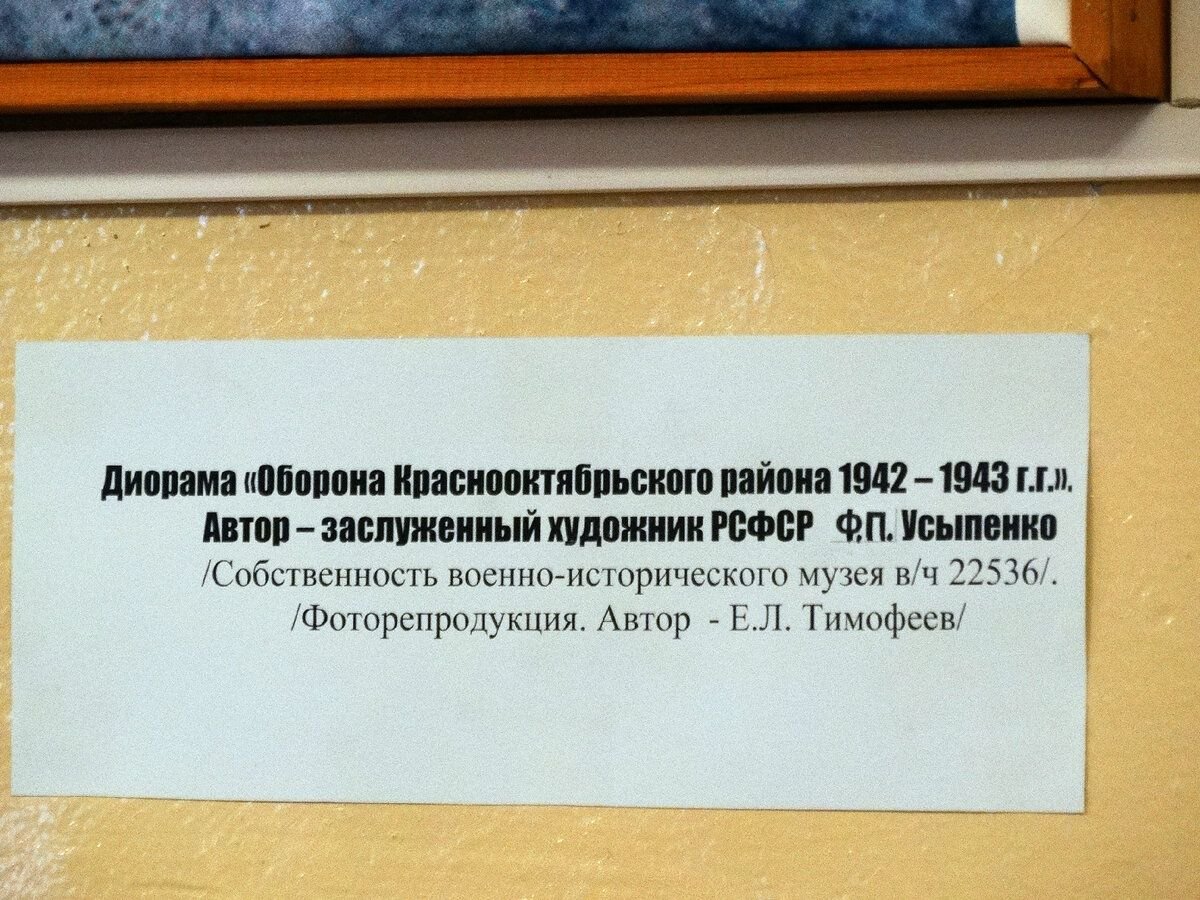 Диорама «Оборона Краснооктябрьского района 1942 – 1943 г.г.».
Автор – заслуженный художник РСФСР Ф.П. Усыпенко
/Собственность военно-исторического музея в/ч 22536/.
/Фоторепродукция. Автор - Е.Л. Тимофеев/